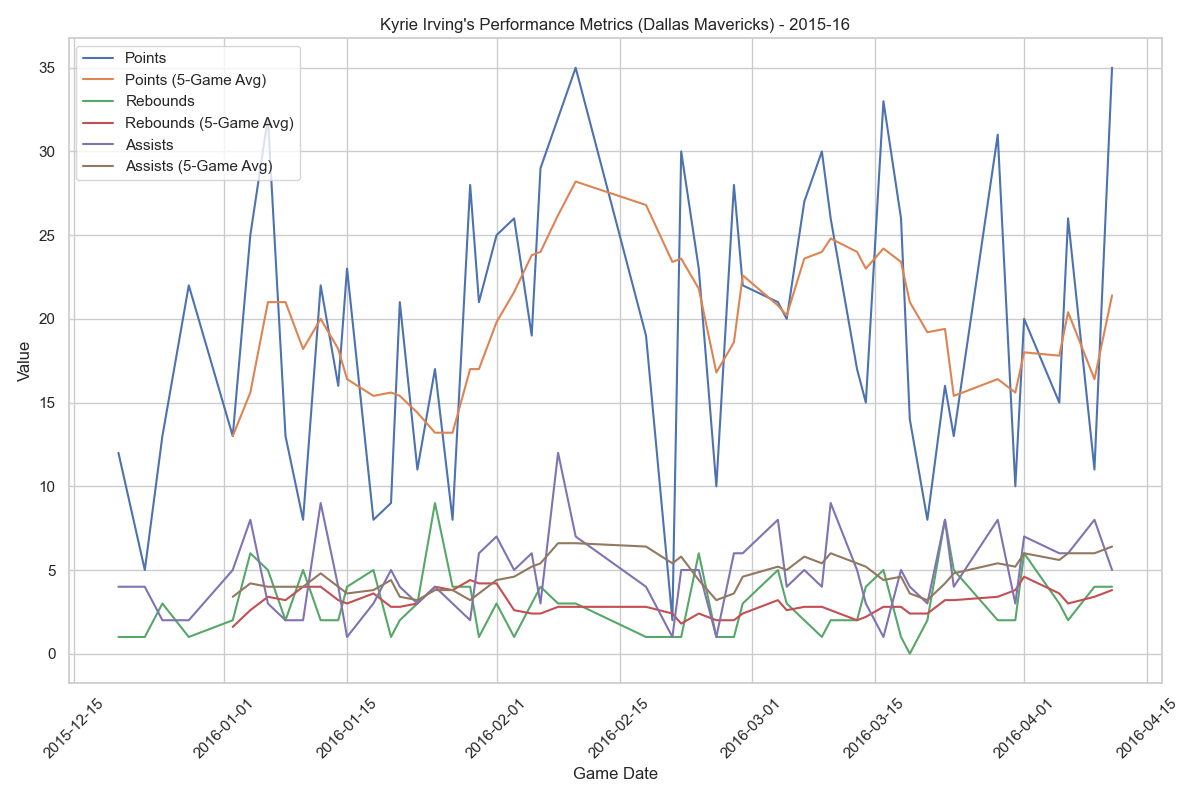 Kyrie Irving's Performance Metrics (Dallas Mavericks) - 2015-16
Points
Points (5-Game Avg)
Rebounds
Rebounds (5-Game Avg)
Assists
Assists (5-Game Avg)
35
30
25
20
15
10
5
0
Value
2015-12-15
2016-01-01
2016-01-15
2016-02-01
2016-02-15
2016-03-01
2016-03-15
2016-04-01
2016-04-15
Game Date